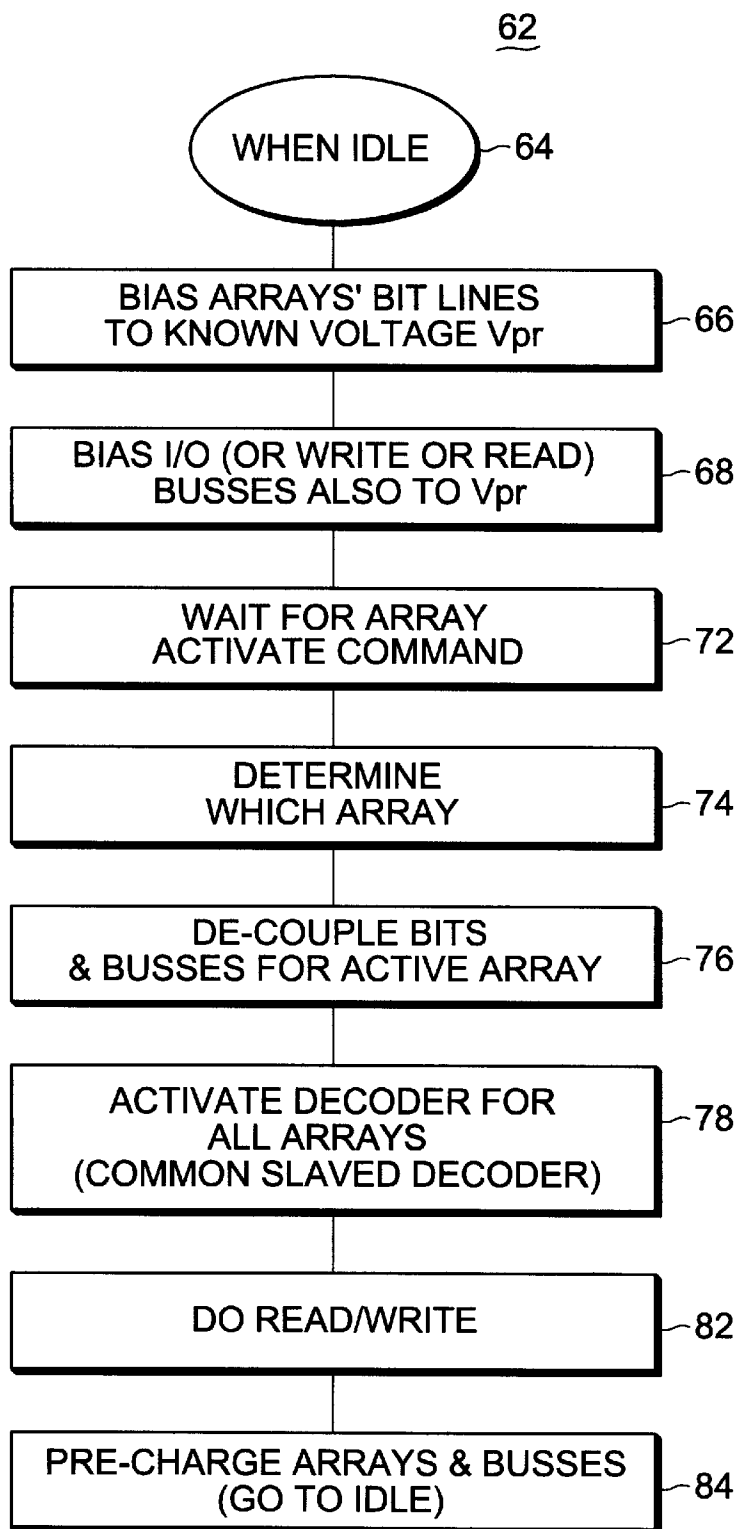 62
WHEN IDLE
64
BIAS ARRAYS' BIT LINES
TO KNOWN VOLTAGE Vpr
66
BIAS I/O (OR WRITE OR READ)
BUSSES ALSO TO Vpr
68
WAIT FOR ARRAY
ACTIVATE COMMAND
72
DETERMINE
WHICH ARRAY
74
DE-COUPLE BITS
& BUSSES FOR ACTIVE ARRAY
76
ACTIVATE DECODER FOR
ALL ARRAYS
(COMMON SLAVED DECODER)
78
DO READ/WRITE
82
PRE-CHARGE ARRAYS & BUSSES
(GO TO IDLE)
84